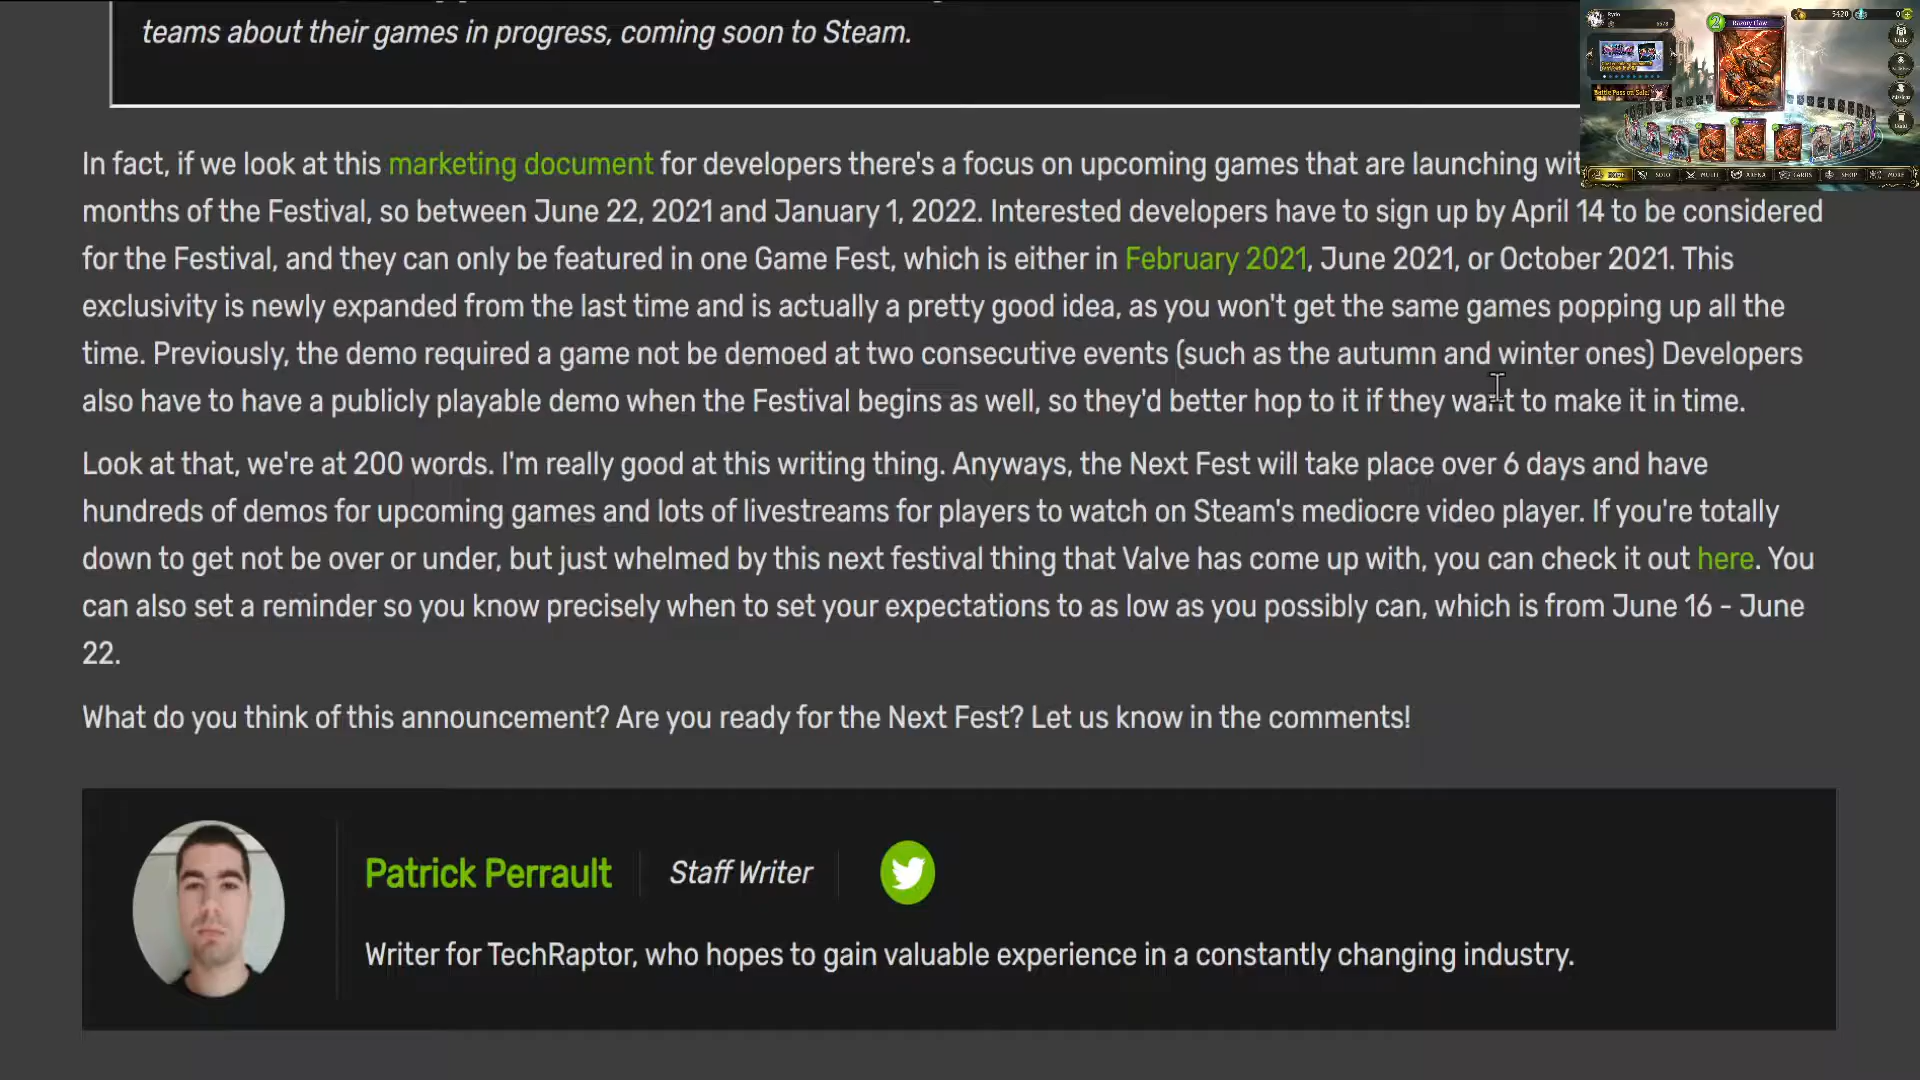 teams about their games in progress, coming soon to Steam.
In fact, if we look at this marketing document for developers there's a focus on upcoming games that are launching
months of the Festival, so between June 22, 2021 and January 1, 2022. Interested developers have to sign up by April 14 to be considered
for the Festival, and they can only be featured in one Game Fest, which is either in February 2021, June 2021, or October 2021. This
exclusivity is newly expanded from the last time and is actually a pretty good idea, as you won't get the same games popping up all the
time. Previously, the demo required a game not be demoed at two consecutive events (such as the autumn and winter ones) Developers
also have to have a publicly playable demo when the Festival begins as well, so they'd better hop to it if they want to make it in time.
Look at that, we're at 200 words. I'm really good at this writing thing. Anyways, the Next Fest will take place over 6 days and have
hundreds of demos for upcoming games and lots of livestreams for players to watch on Steam's mediocre video player. If you're totally
down to get not be over or under, but just whelmed by this next festival thing that Valve has come up with, you can check it out here. You
can also set a reminder so you know precisely when to set your expectations to as low as you possibly can, which is from June 16 - June
22.
What do you think of this announcement? Are you ready for the Next Fest? Let us know in the comments!
Patrick Perrault
Staff Writer
Writer for TechRaptor, who hopes to gain valuable experience in a constantly changing industry.
5420
0
2
Battle Pass on Sale!
SOLO
MULTI
ARENA
CARDS
SHOP
MORE